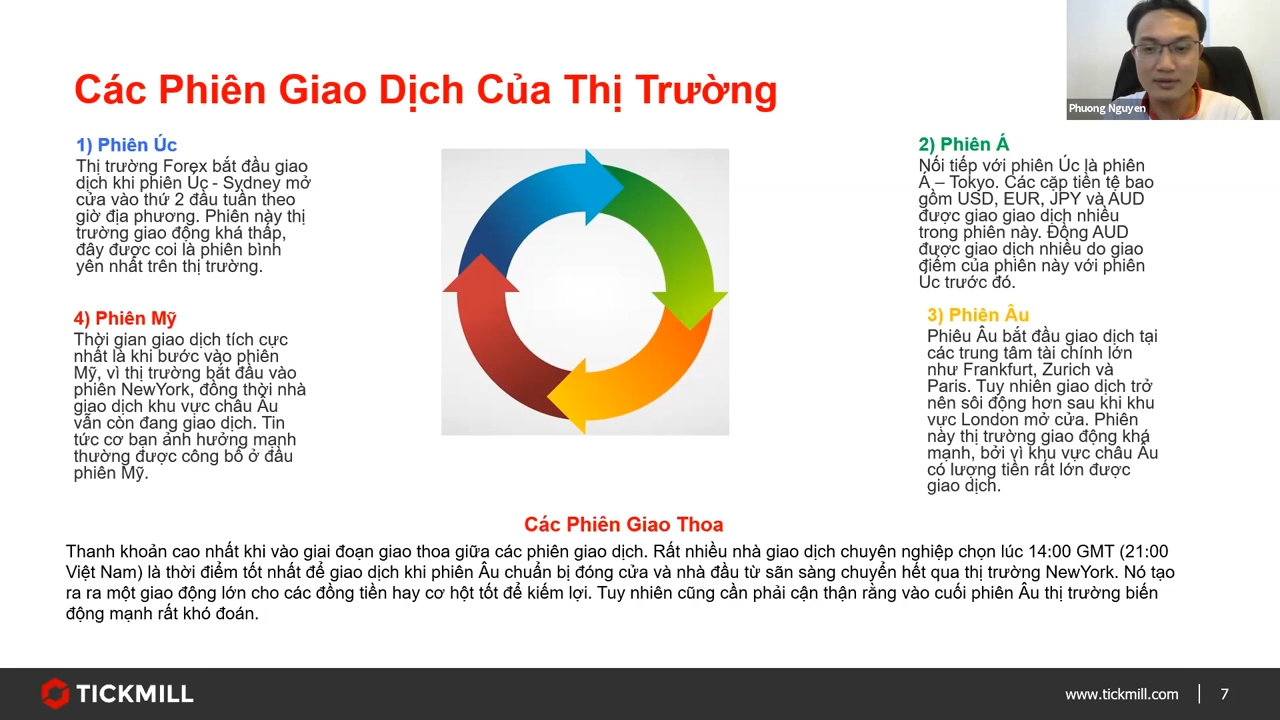 Phuong Nguyen
Các Phiên Giao Dịch Của Thị Trường
1) Phiên Úc
Thị trường Forex bắt đầu giao
dịch khi phiên Úc - Sydney mở
cửa vào thứ 2 đầu tuần theo
giờ địa phương. Phiên này thị
trường giao động khá thấp,
đây được coi là phiên bình
yên nhất trên thị trường.
2) Phiên Á
Nối tiếp với phiên Úc là phiên
Á – Tokyo. Các cặp tiền tệ bao
gồm USD, EUR, JPY và AUD
được giao giao dịch nhiều
trong phiên này. Đồng AUD
được giao dịch nhiều do giao
điểm của phiên này với phiên
Úc trước đó.
4) Phiên Mỹ
Thời gian giao dịch tích cực
nhất là khi bước vào phiên
Mỹ, vì thị trường bắt đầu vào
phiên NewYork, đồng thời nhà
giao dịch khu vực châu Âu
vẫn còn đang giao dịch. Tin
tức cơ bạn ảnh hưởng mạnh
thường được công bố ở đầu
phiên Mỹ.
3) Phiên Âu
Phiêu Âu bắt đầu giao dịch tại
các trung tâm tài chính lớn
như Frankfurt, Zurich và
Paris. Tuy nhiên giao dịch trở
nên sôi động hơn sau khi khu
vực London mở cửa. Phiên
này thị trường giao động khá
mạnh, bởi vì khu vực châu Âu
có lượng tiền rất lớn được
giao dịch.
Các Phiên Giao Thoa
Thanh khoản cao nhất khi vào giai đoạn giao thoa giữa các phiên giao dịch. Rất nhiều nhà giao dịch chuyên nghiệp chọn lúc 14:00 GMT (21:00
Việt Nam) là thời điểm tốt nhất để giao dịch khi phiên Âu chuẩn bị đóng cửa và nhà đầu từ sẵn sàng chuyển hết qua thị trường NewYork. Nó tạo
ra ra một giao động lớn cho các đồng tiền hay cơ hột tốt để kiếm lợi. Tuy nhiên cũng cần phải cận thận rằng vào cuối phiên Âu thị trường biến
động mạnh rất khó đoán.
TICKMILL
www.tickmill.com | 7